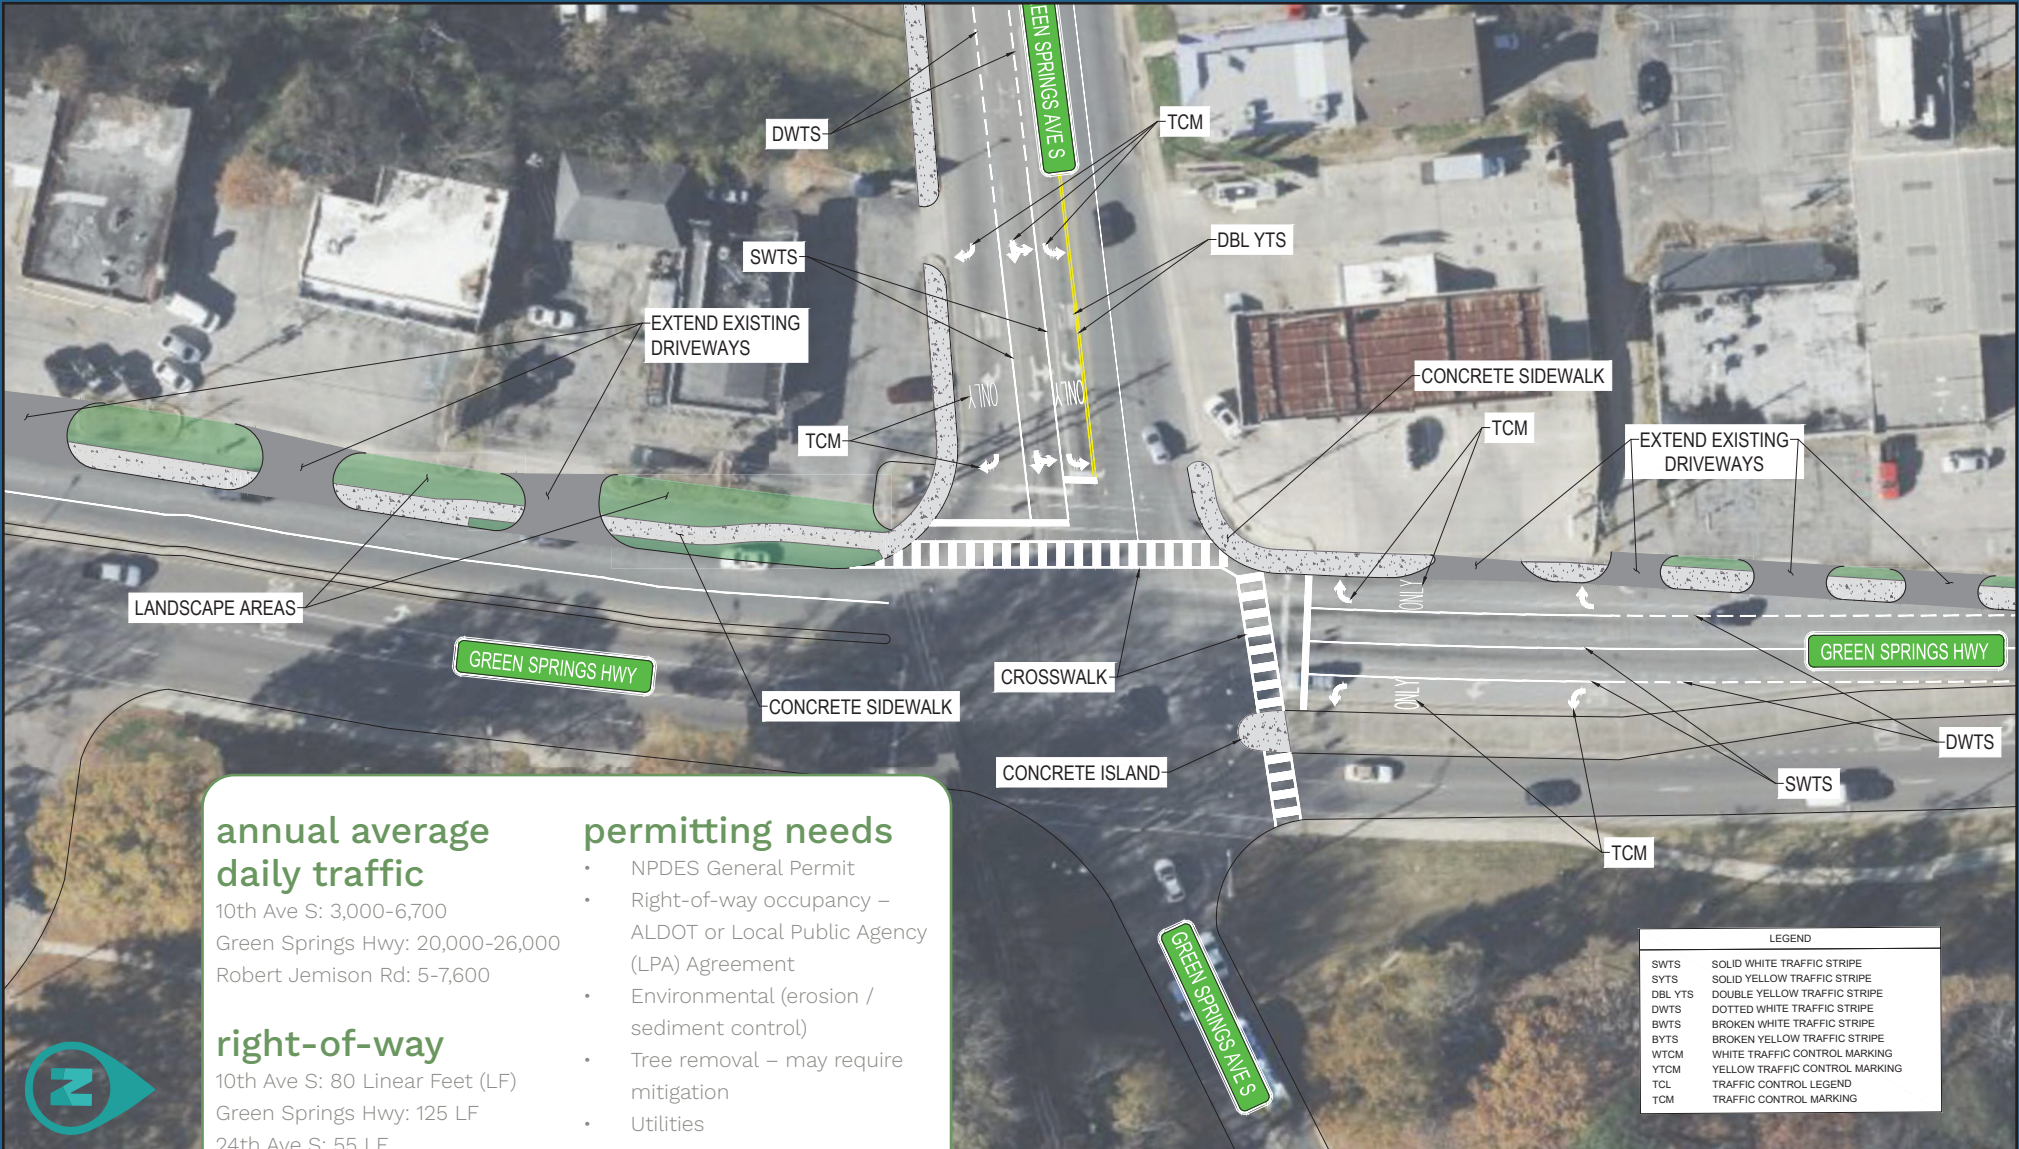 GREEN SPRINGS AVE S
DWTS
TCM
SWTS
DBL YTS
EXTEND EXISTING
DRIVEWAYS
CONCRETE SIDEWALK
ONLY
ONLY
TCM
TCM
EXTEND EXISTING
DRIVEWAYS
LANDSCAPE AREAS
ONLY
GREEN SPRINGS HWY
GREEN SPRINGS HWY
CROSSWALK
ONLY
CONCRETE SIDEWALK
DWTS
CONCRETE ISLAND
SWTS
TCM
GREEN SPRINGS AVE S
annual average
daily traffic
10th Ave S: 3,000-6,700
Green Springs Hwy: 20,000-26,000
Robert Jemison Rd: 5-7,600
right-of-way
10th Ave S: 80 Linear Feet (LF)
Green Springs Hwy: 125 LF
24th Ave S: 55 LF
permitting needs
• NPDES General Permit
• Right-of-way occupancy –
ALDOT or Local Public Agency
(LPA) Agreement
• Environmental (erosion /
sediment control)
• Tree removal – may require
mitigation
• Utilities
LEGEND
SWTS SOLID WHITE TRAFFIC STRIPE
SYTS SOLID YELLOW TRAFFIC STRIPE
DBL YTS DOUBLE YELLOW TRAFFIC STRIPE
DWTS DOTTED WHITE TRAFFIC STRIPE
BWTS BROKEN WHITE TRAFFIC STRIPE
BYTS BROKEN YELLOW TRAFFIC STRIPE
WTCM WHITE TRAFFIC CONTROL MARKING
YTCM YELLOW TRAFFIC CONTROL MARKING
TCL TRAFFIC CONTROL LEGEND
TCM TRAFFIC CONTROL MARKING
Z